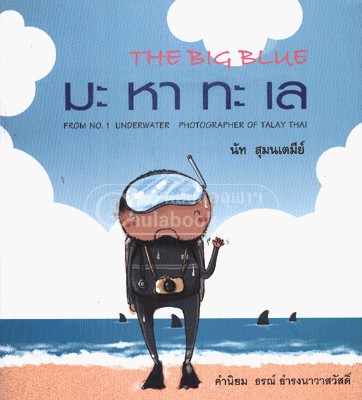 THE BIG BLUE
มะ หา ทะ เล
FROM NO. 1 UNDERWATER PHOTOGRAPHER OF TALAY THAI
นัท สุมนเตมีย์
คำนิยม ธรณ์ ธำรงนาวาสวัสดิ์